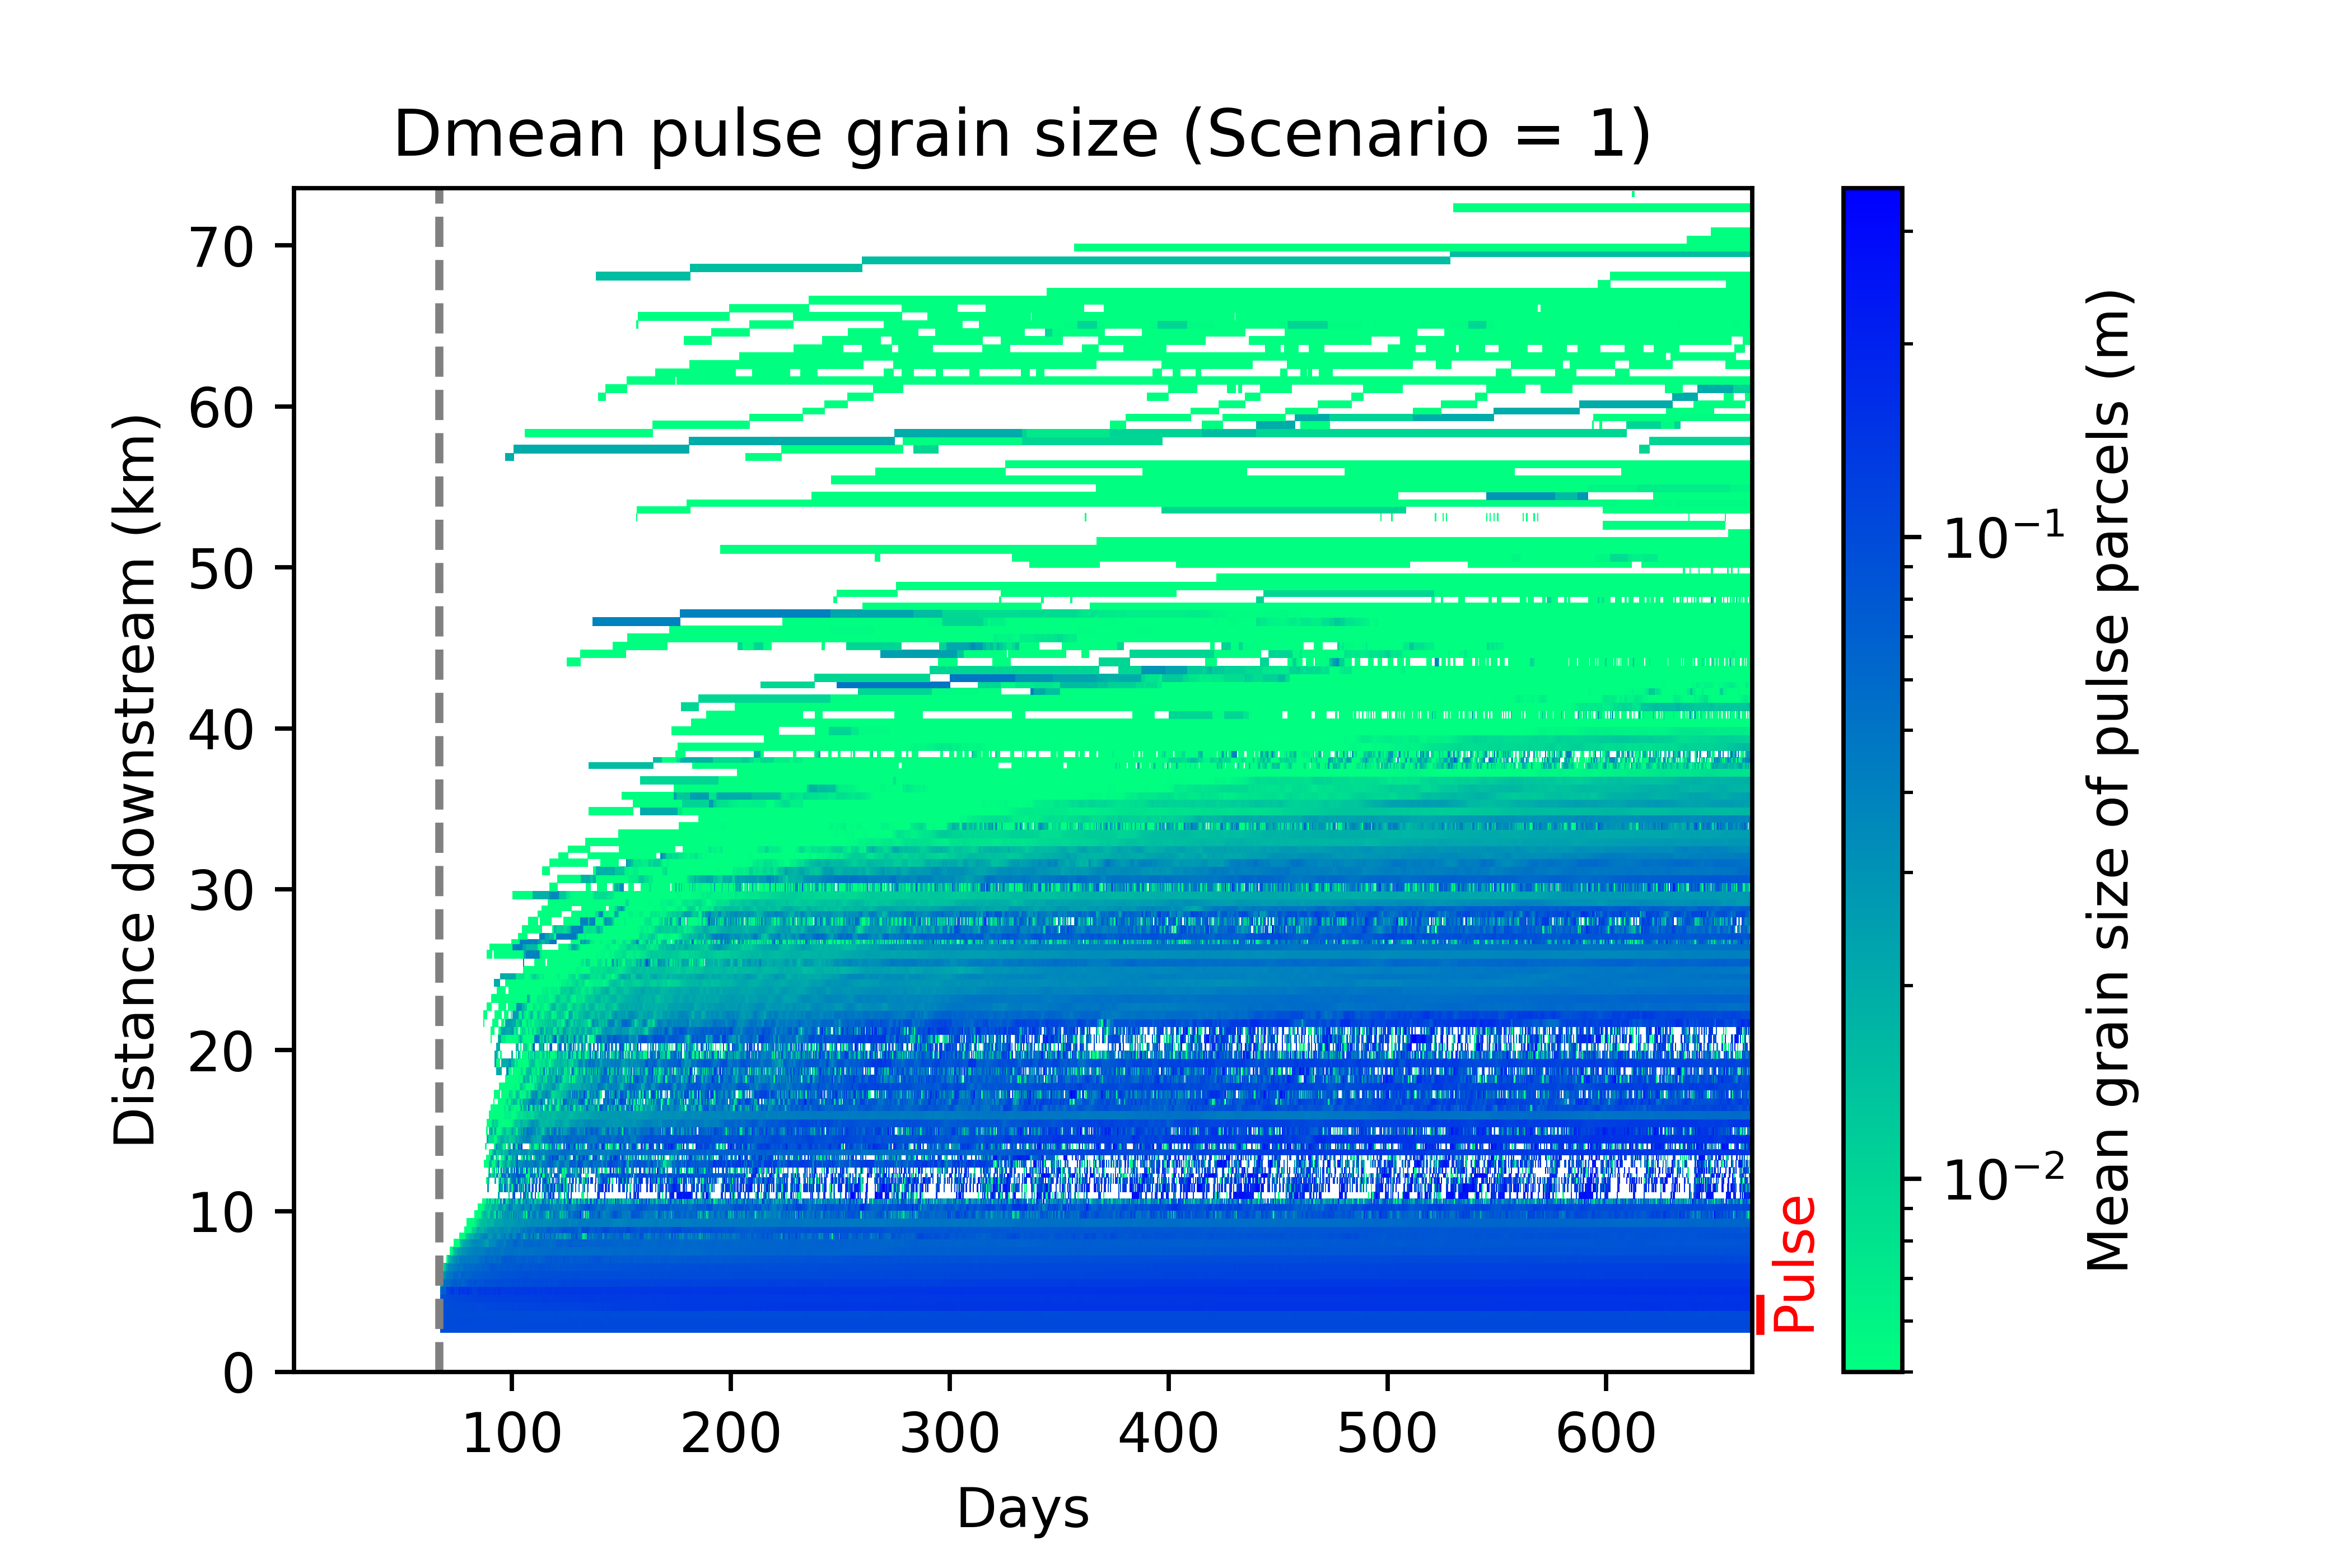 Dmean pulse grain size (Scenario = 1)
Distance downstream (km)
70
60
50
40
30
20
10
0
100 200 300 400 500 600
Days
Pulse
10⁻¹
10⁻²
Mean grain size of pulse parcels (m)